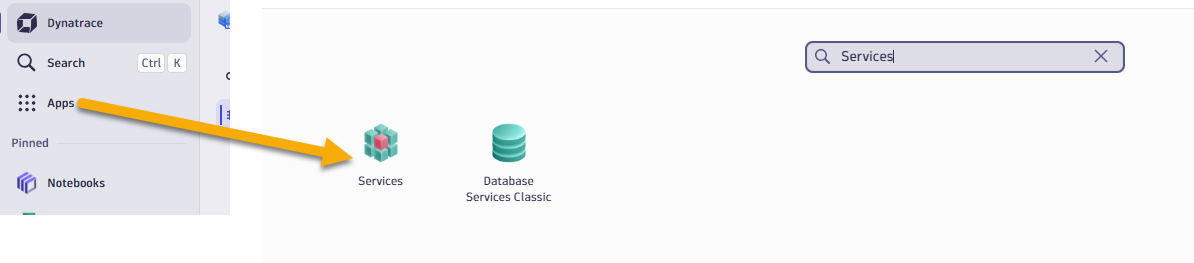 Dynatrace
Search
Ctrl K
Apps
Pinned
Notebooks
Services
Services
Database
Services Classic